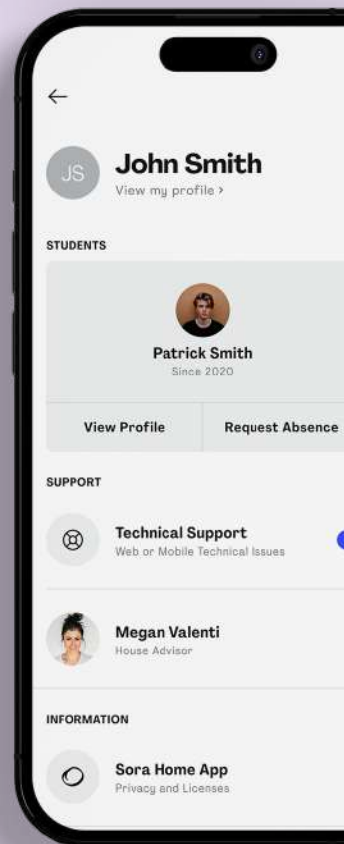 JS
John Smith
View my profile >
STUDENTS
Patrick Smith
Since 2020
View Profile
Request Absence
SUPPORT
Technical Support
Web or Mobile Technical Issues
Megan Valenti
House Advisor
INFORMATION
Sora Home App
Privacy and Licenses